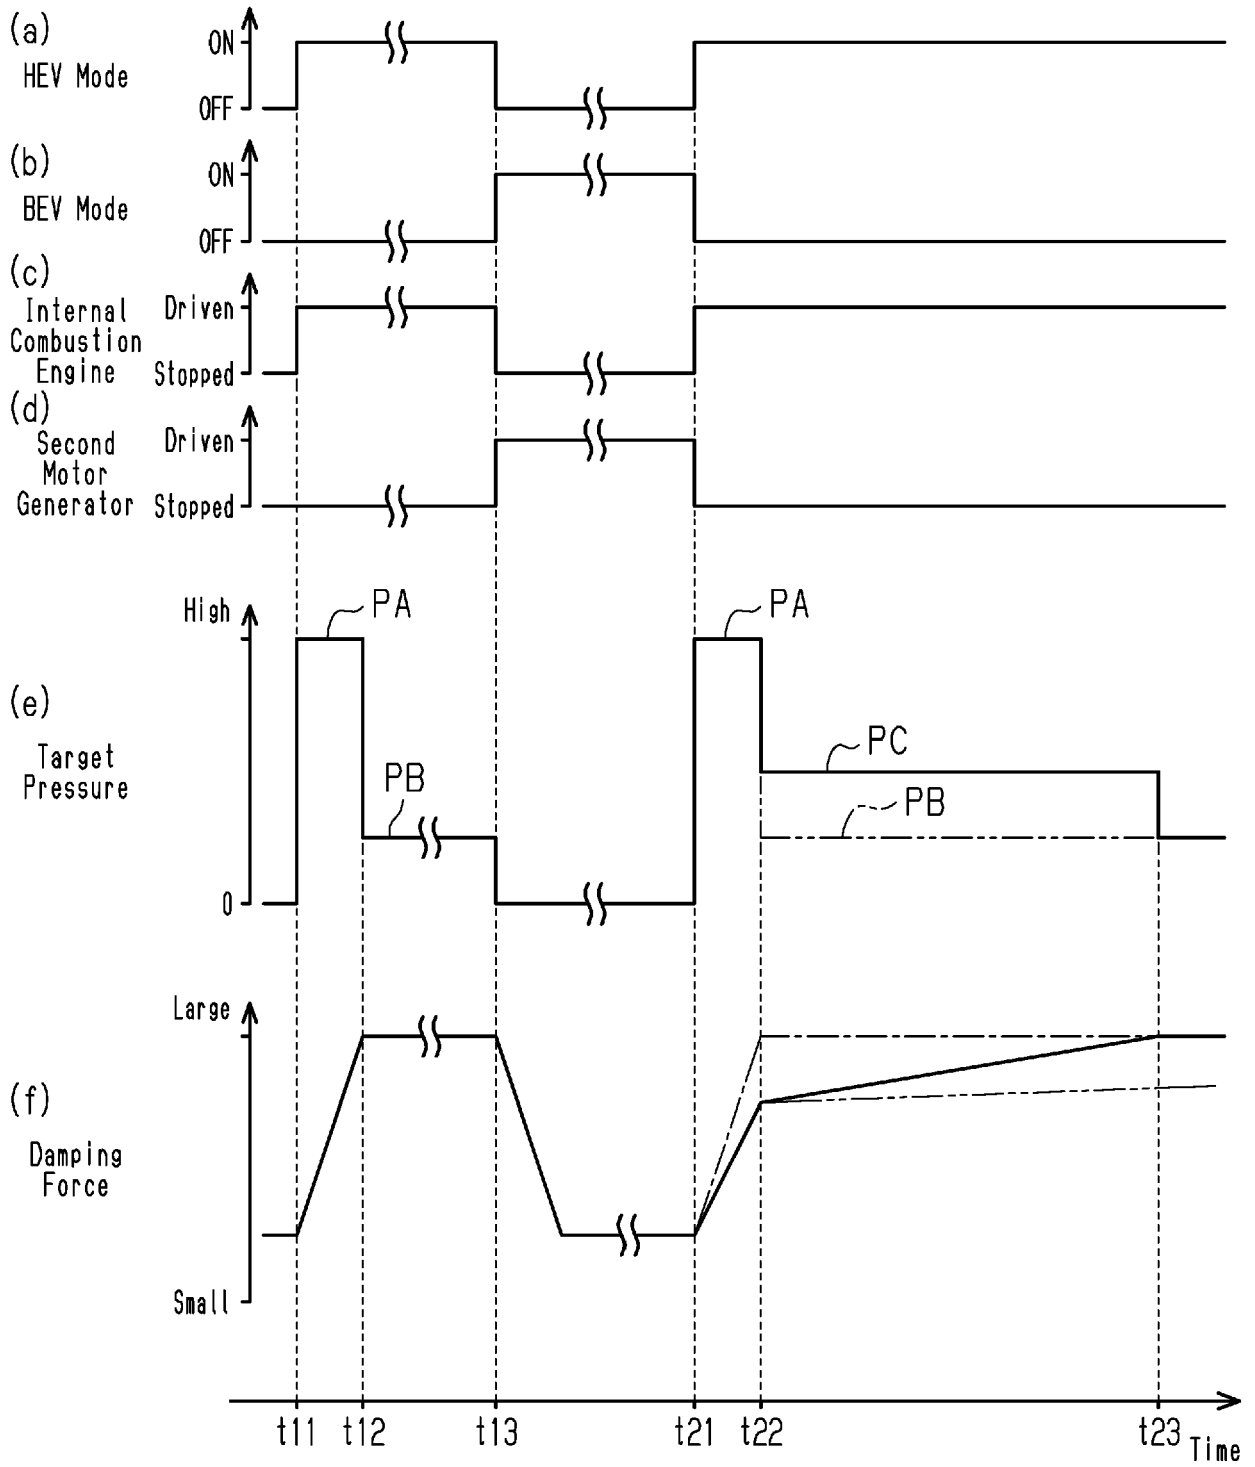 (a)
HEV Mode
ON
OFF
(b)
BEV Mode
ON
OFF
(c)
Internal
Combustion
Engine
Driven
Stopped
(d)
Second
Motor
Generator
Driven
Stopped
(e)
Target
Pressure
High
0
PA
PB
PA
PC
PB
(f)
Damping
Force
Large
Small
t11 t12 t13 t21 t22 t23 Time